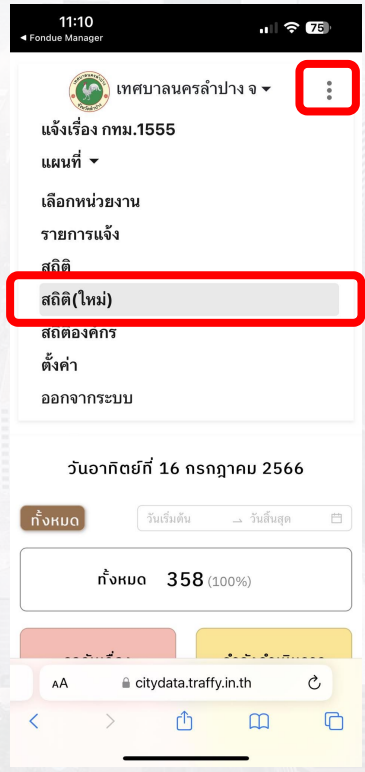 11:10
75
◀ Fondue Manager
เทศบาลนครลำปาง จ ▾
แจ้งเรื่อง กทม.1555
แผนที่ ▾
เลือกหน่วยงาน
รายการแจ้ง
สถิติ
สถิติ(ใหม่)
สถิติองค์กร
ตั้งค่า
ออกจากระบบ
วันอาทิตย์ที่ 16 กรกฎาคม 2566
ทั้งหมด
วันเริ่มต้น → วันสิ้นสุด
ทั้งหมด 358 (100%)
AA citydata.traffy.in.th